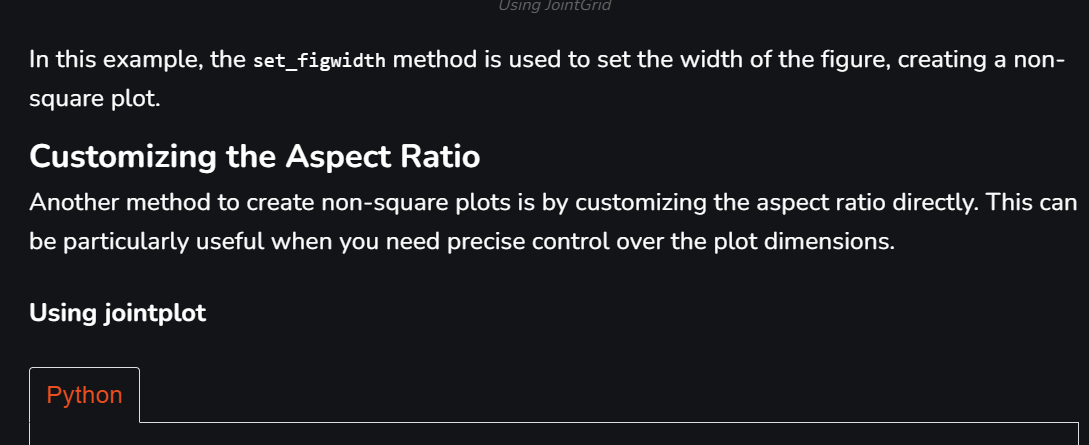 Using JointGrid
In this example, the set_figwidth method is used to set the width of the figure, creating a non-
square plot.
Customizing the Aspect Ratio
Another method to create non-square plots is by customizing the aspect ratio directly. This can
be particularly useful when you need precise control over the plot dimensions.
Using jointplot
Python